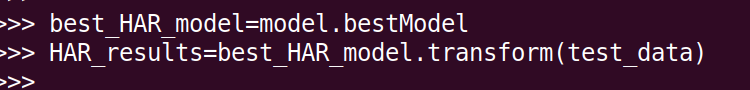 >>> best_HAR_model=model.bestModel
>>> HAR_results=best_HAR_model.transform(test_data)
>>>